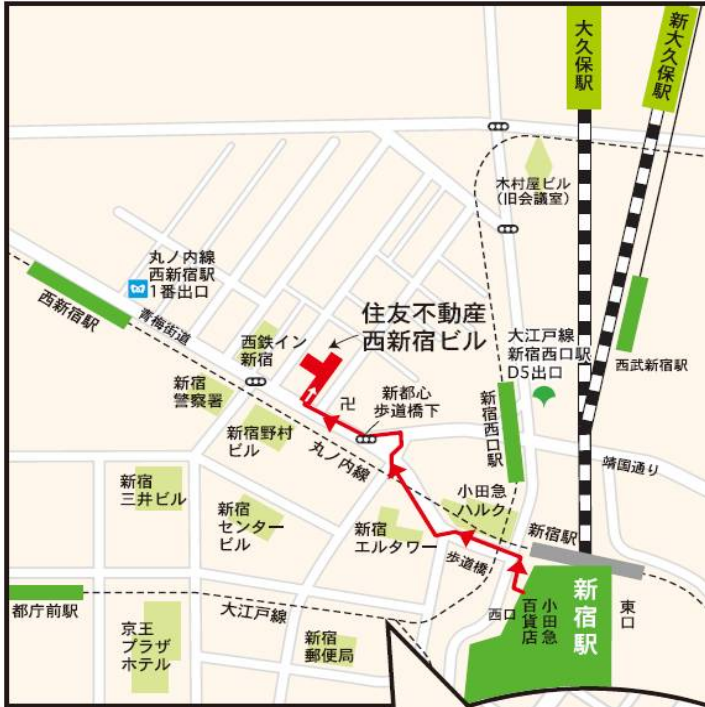 大久保駅
新大久保駅
木村屋ビル
(旧会議室)
丸ノ内線
西新宿駅
1番出口
西新宿駅
青梅街道
西鉄イン
新宿
住友不動産
西新宿ビル
大江戸線
新宿西口駅
D5出口
西武新宿駅
新宿
警察署
卍
新都心
歩道橋下
新宿西口駅
新宿野村
ビル
丸ノ内線
靖国通り
新宿
三井ビル
新宿
センター
ビル
新宿
エルタワー
小田急
ハルク
新宿駅
歩道橋
都庁前駅
大江戸線
西口
小田急
百貨店
新宿駅
東口
京王
プラザ
ホテル
新宿
郵便局